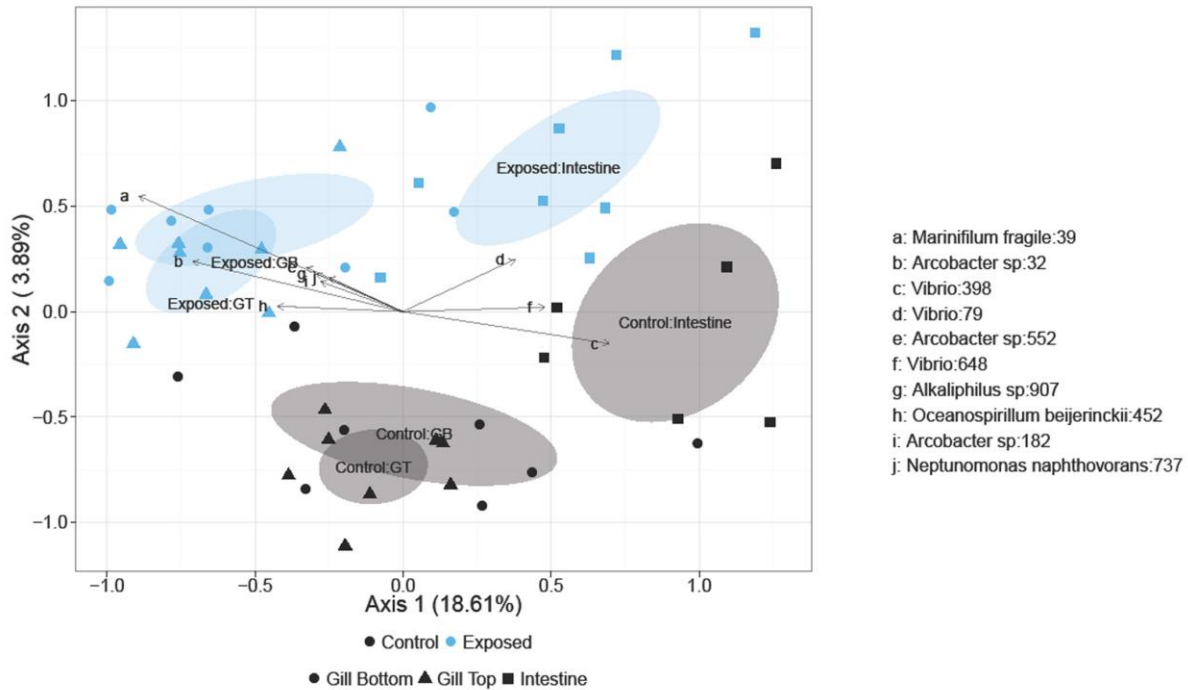 1.0
0.5
0.0
−0.5
−1.0
Axis 2 ( 3.89%)
Exposed:Intestine
a
b
Exposed:GB
g
j
d
Exposed:GT
h
f
Control:Intestine
c
Control:GB
Control:GT
−1.0 −0.5 0.0 0.5 1.0
Axis 1 (18.61%)
Control Exposed
Gill Bottom Gill Top Intestine
a: Marinifilum fragile:39
b: Arcobacter sp:32
c: Vibrio:398
d: Vibrio:79
e: Arcobacter sp:552
f: Vibrio:648
g: Alkaliphilus sp:907
h: Oceanospirillum beijerinckii:452
i: Arcobacter sp:182
j: Neptunomonas naphthovorans:737